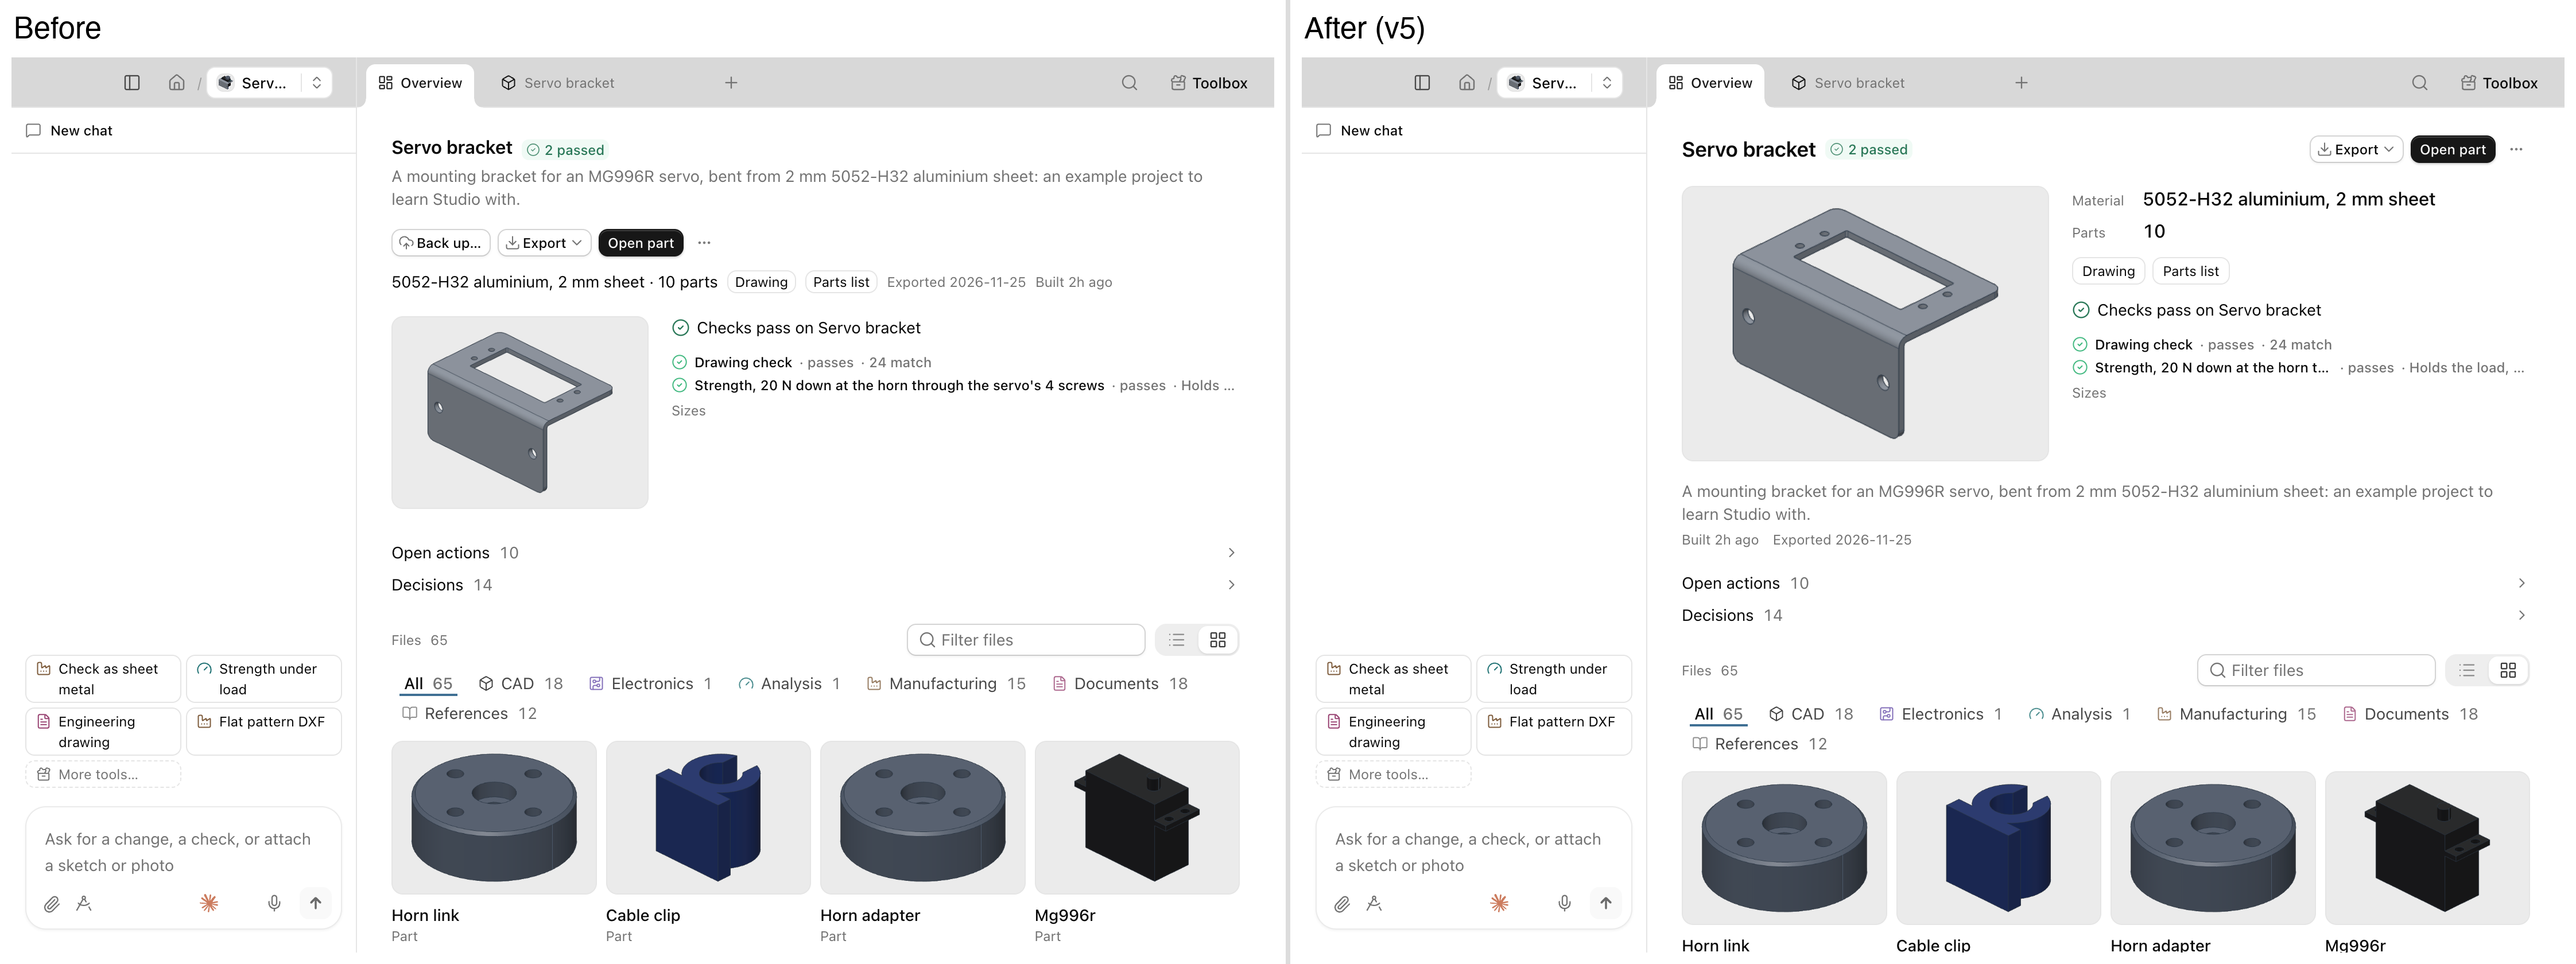 Before
Serv...
Overview
Servo bracket
Toolbox
New chat
Servo bracket
2 passed
A mounting bracket for an MG996R servo, bent from 2 mm 5052-H32 aluminium sheet: an example project to
learn Studio with.
Back up...
Export
Open part
5052-H32 aluminium, 2 mm sheet · 10 parts
Drawing
Parts list
Exported 2026-11-25
Built 2h ago
Checks pass on Servo bracket
Drawing check · passes · 24 match
Strength, 20 N down at the horn through the servo's 4 screws · passes · Holds ...
Sizes
Open actions 10
Decisions 14
Files 65
Filter files
All 65
CAD 18
Electronics 1
Analysis 1
Manufacturing 15
Documents 18
References 12
Horn link
Part
Cable clip
Part
Horn adapter
Part
Mg996r
Part
Check as sheet
metal
Strength under
load
Engineering
drawing
Flat pattern DXF
More tools...
Ask for a change, a check, or attach
a sketch or photo
After (v5)
/ Serv...
Overview
Servo bracket
Toolbox
New chat
Servo bracket
2 passed
Export
Open part
Material 5052-H32 aluminium, 2 mm sheet
Parts 10
Drawing
Parts list
Checks pass on Servo bracket
Drawing check · passes · 24 match
Strength, 20 N down at the horn t... · passes · Holds the load, ...
Sizes
A mounting bracket for an MG996R servo, bent from 2 mm 5052-H32 aluminium sheet: an example project to
learn Studio with.
Built 2h ago
Exported 2026-11-25
Open actions 10
Decisions 14
Files 65
Filter files
All 65
CAD 18
Electronics 1
Analysis 1
Manufacturing 15
Documents 18
References 12
Horn link
Cable clip
Horn adapter
Mg996r
Check as sheet
metal
Strength under
load
Engineering
drawing
Flat pattern DXF
More tools...
Ask for a change, a check, or attach
a sketch or photo